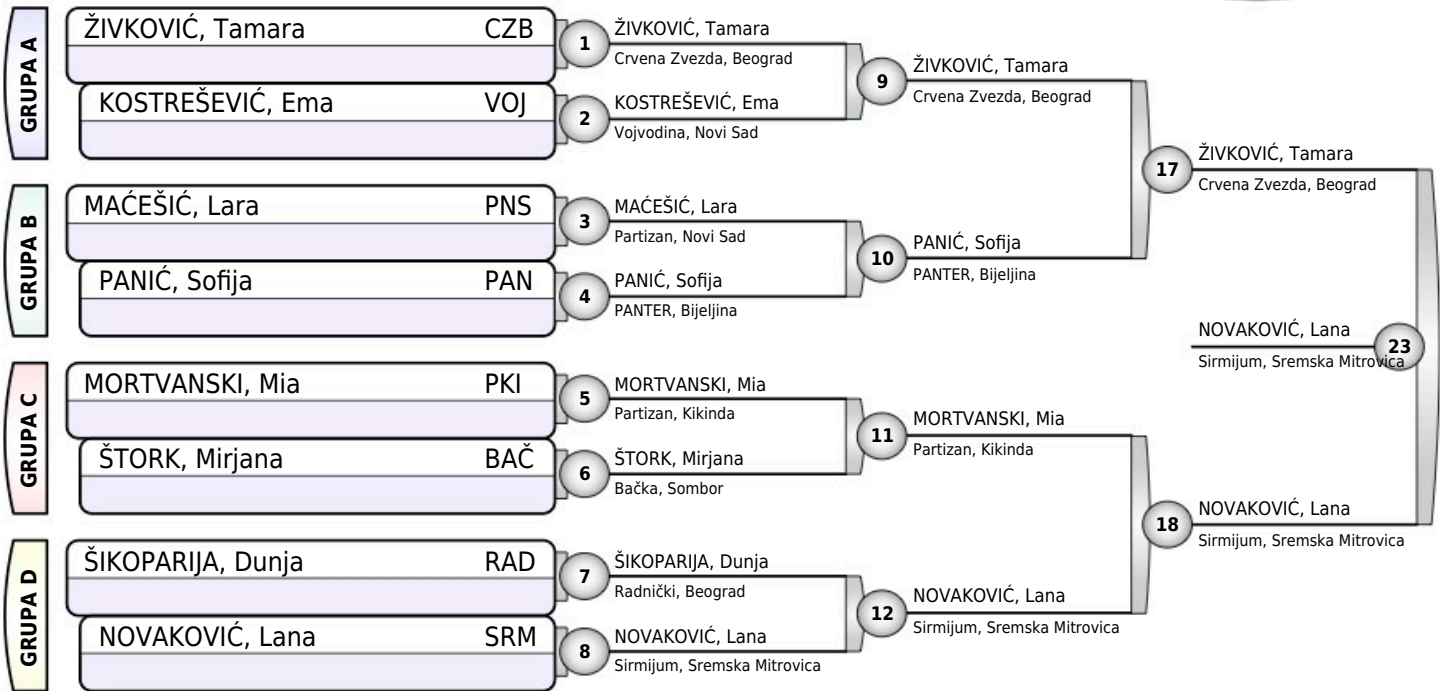 GRUPA A
ŽIVKOVIĆ, Tamara CZB
KOSTREŠEVIĆ, Ema VOJ
1
ŽIVKOVIĆ, Tamara
Crvena Zvezda, Beograd
2
KOSTREŠEVIĆ, Ema
Vojvodina, Novi Sad
9
ŽIVKOVIĆ, Tamara
Crvena Zvezda, Beograd
GRUPA B
MAĆEŠIĆ, Lara PNS
PANIĆ, Sofija PAN
3
MAĆEŠIĆ, Lara
Partizan, Novi Sad
4
PANIĆ, Sofija
PANTER, Bijeljina
10
PANIĆ, Sofija
PANTER, Bijeljina
17
ŽIVKOVIĆ, Tamara
Crvena Zvezda, Beograd
GRUPA C
MORTVANSKI, Mia PKI
ŠTORK, Mirjana BAČ
5
MORTVANSKI, Mia
Partizan, Kikinda
6
ŠTORK, Mirjana
Bačka, Sombor
11
MORTVANSKI, Mia
Partizan, Kikinda
GRUPA D
ŠIKOPARIJA, Dunja RAD
NOVAKOVIĆ, Lana SRM
7
ŠIKOPARIJA, Dunja
Radnički, Beograd
8
NOVAKOVIĆ, Lana
Sirmijum, Sremska Mitrovica
12
NOVAKOVIĆ, Lana
Sirmijum, Sremska Mitrovica
18
NOVAKOVIĆ, Lana
Sirmijum, Sremska Mitrovica
NOVAKOVIĆ, Lana
Sirmijum, Sremska Mitrovica
23